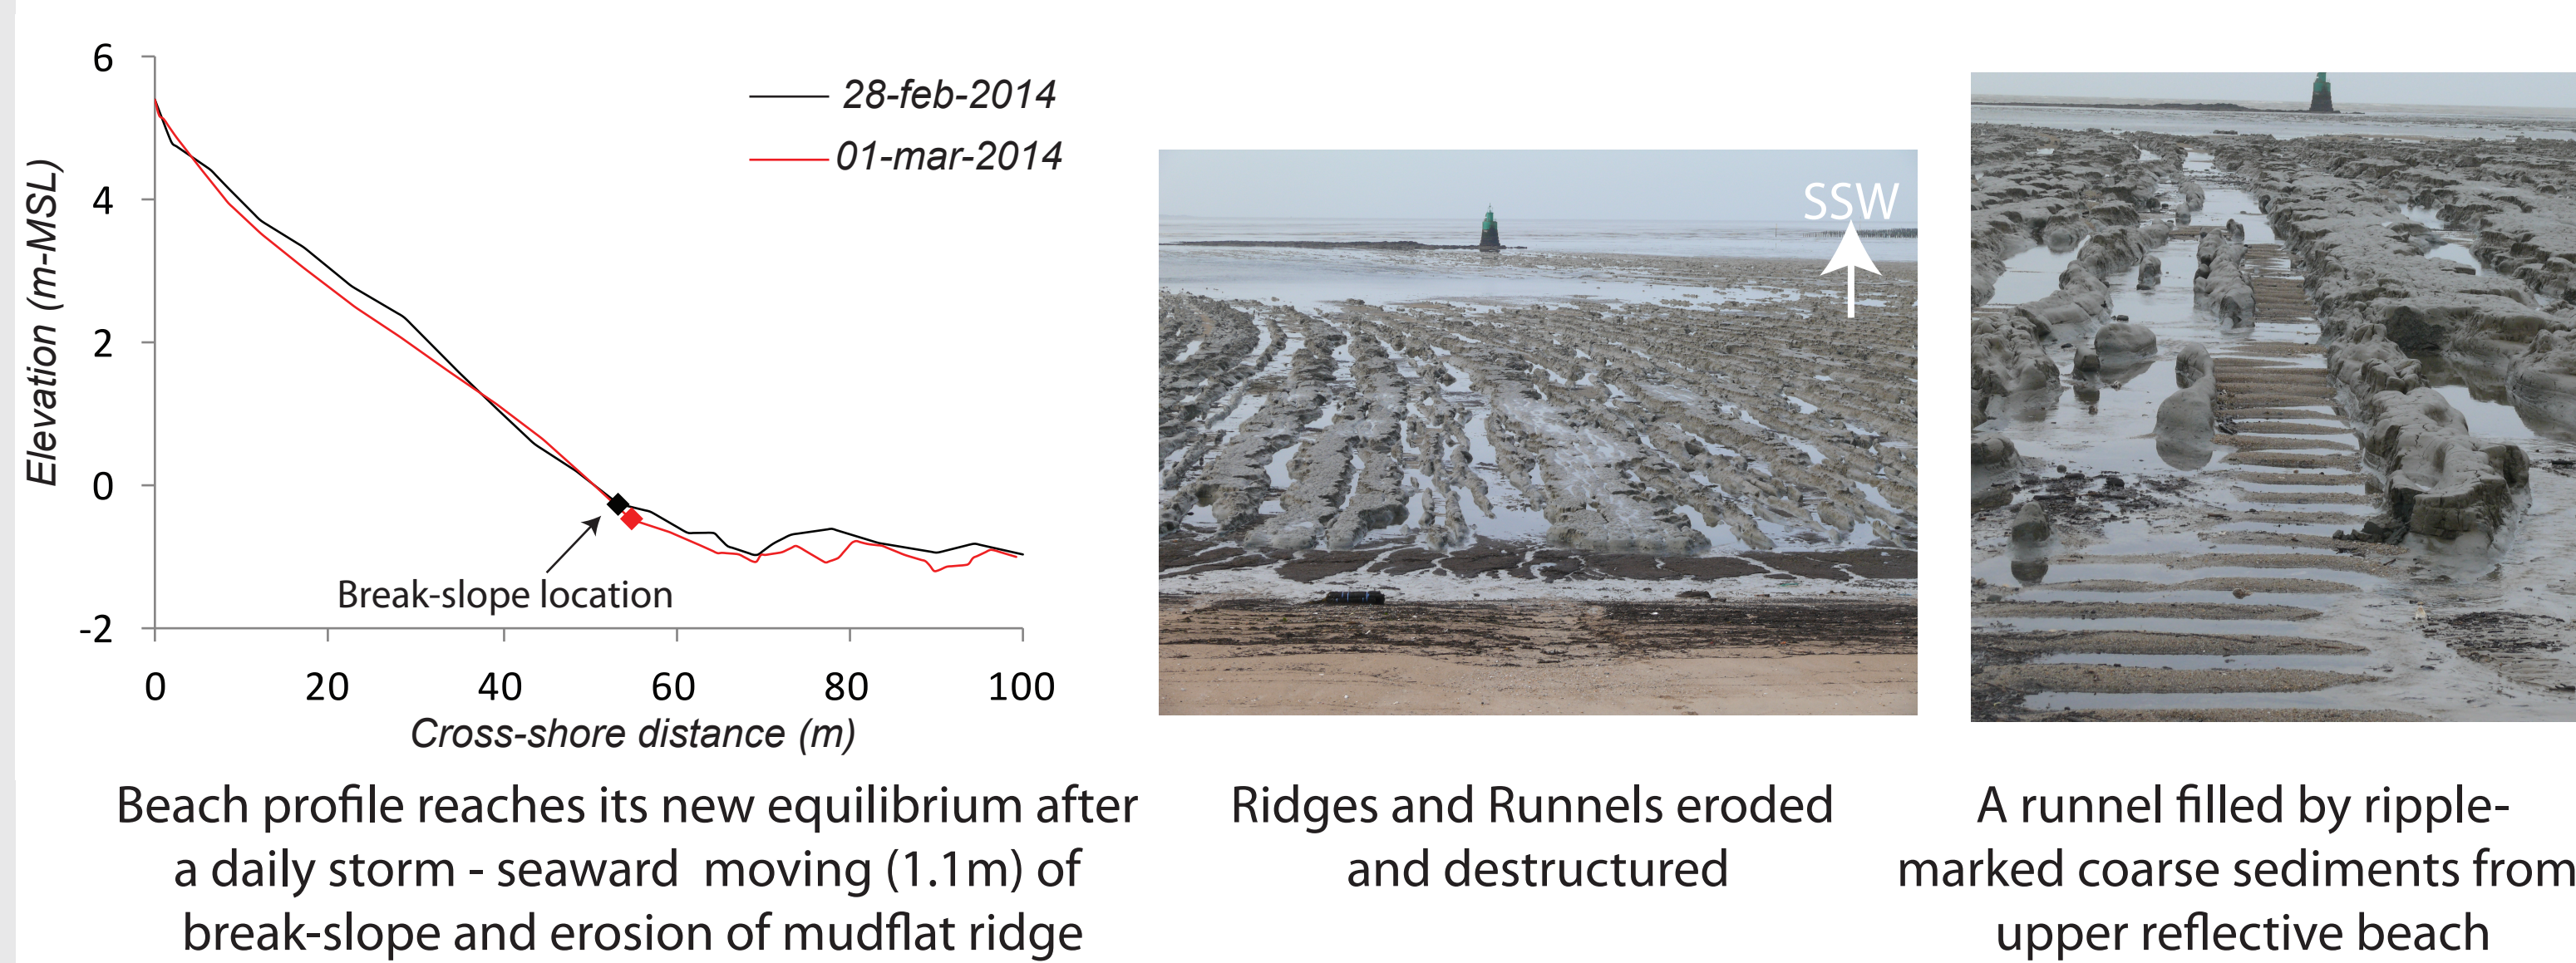 6
4
2
0
-2
Elevation (m-MSL)
28-feb-2014
01-mar-2014
Break-slope location
0 20 40 60 80 100
Cross-shore distance (m)
SSW
Beach profile reaches its new equilibrium after
a daily storm - seaward moving (1.1m) of
break-slope and erosion of mudflat ridge
Ridges and Runnels eroded
and destructured
A runnel filled by ripple-
marked coarse sediments from
upper reflective beach